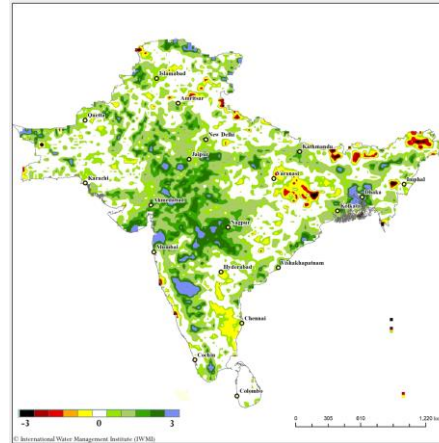 Islamabad
Amritsar
Quetta
New Delhi
Jaipur
Kathmandu
Karachi
Varanasi
Dhaka
Imphal
Ahmedabad
Kolkata
Nagpur
Mumbai
Hyderabad
Vishakhapatnam
Chennai
Cochin
Colombo
-3 0 3
0 305 610 1,220
© International Water Management Institute (IWMI)